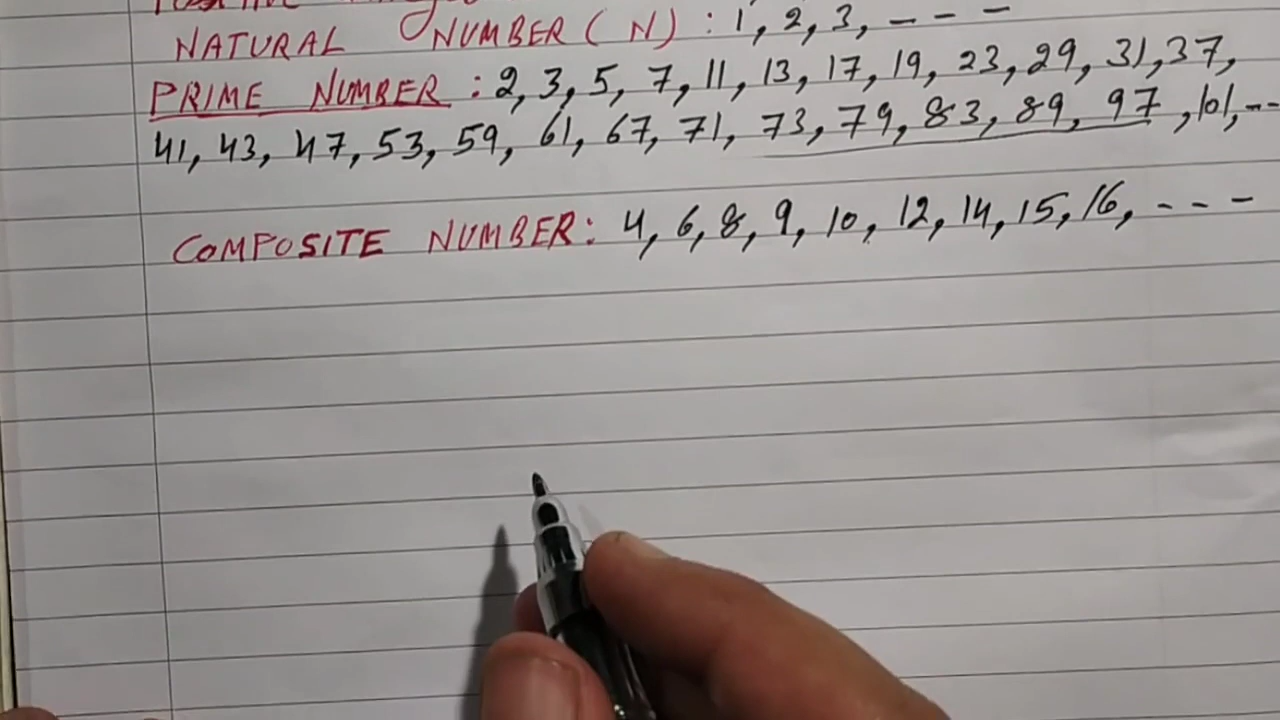 NATURAL NUMBER (N) : 1, 2, 3, - - -
PRIME NUMBER : 2, 3, 5, 7, 11, 13, 17, 19, 23, 29, 31, 37,
41, 43, 47, 53, 59, 61, 67, 71, 73, 79, 83, 89, 97, 101, --
COMPOSITE NUMBER: 4, 6, 8, 9, 10, 12, 14, 15, 16, - - -